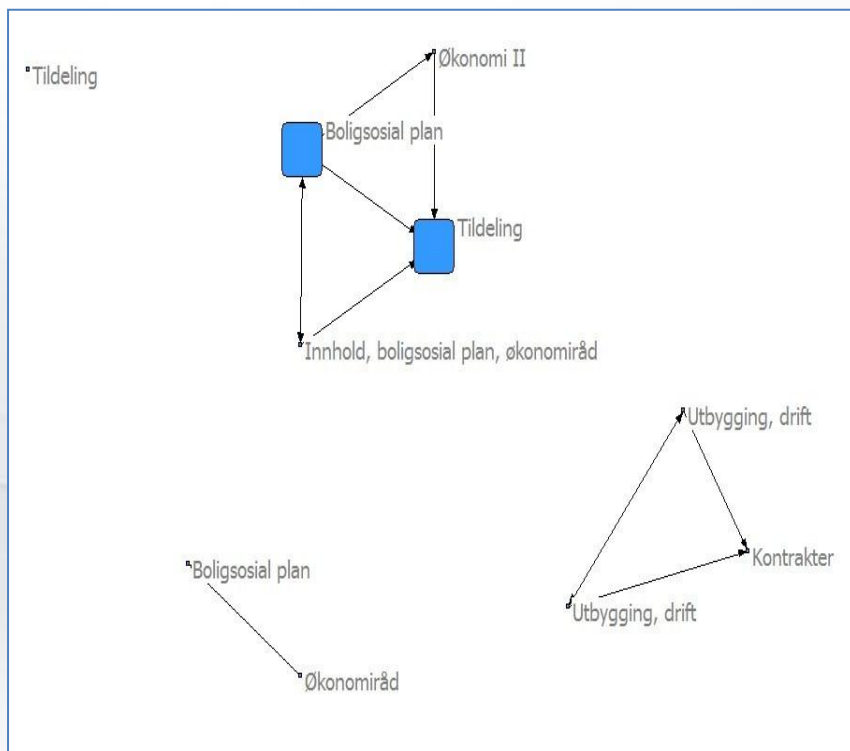 Økonomi II
Tildeling
Boligsosial plan
Tildeling
Innhold, boligsosial plan, økonomiråd
Utbygging, drift
Kontrakter
Boligsosial plan
Utbygging, drift
Økonomiråd